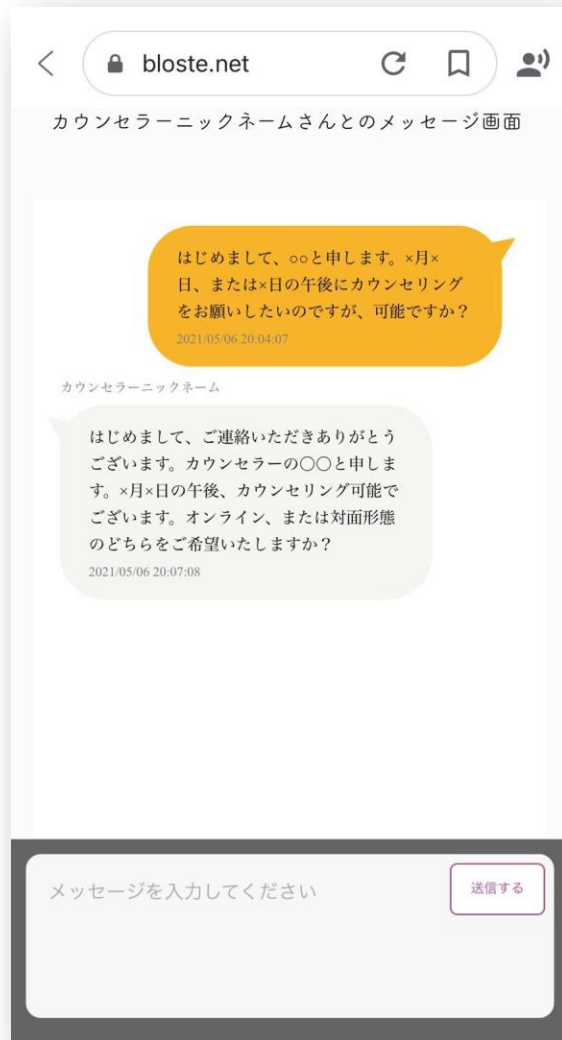 bloste.net
カウンセラーニックネームさんとのメッセージ画面
はじめまして、○○と申します。×月×
日、または×日の午後にカウンセリング
をお願いしたいのですが、可能ですか？
2021/05/06 20:04:07
カウンセラーニックネーム
はじめまして、ご連絡いただきありがとう
ございます。カウンセラーの〇〇と申しま
す。×月×日の午後、カウンセリング可能で
ございます。オンライン、または対面形態
のどちらをご希望いたしますか？
2021/05/06 20:07:08
メッセージを入力してください
送信する